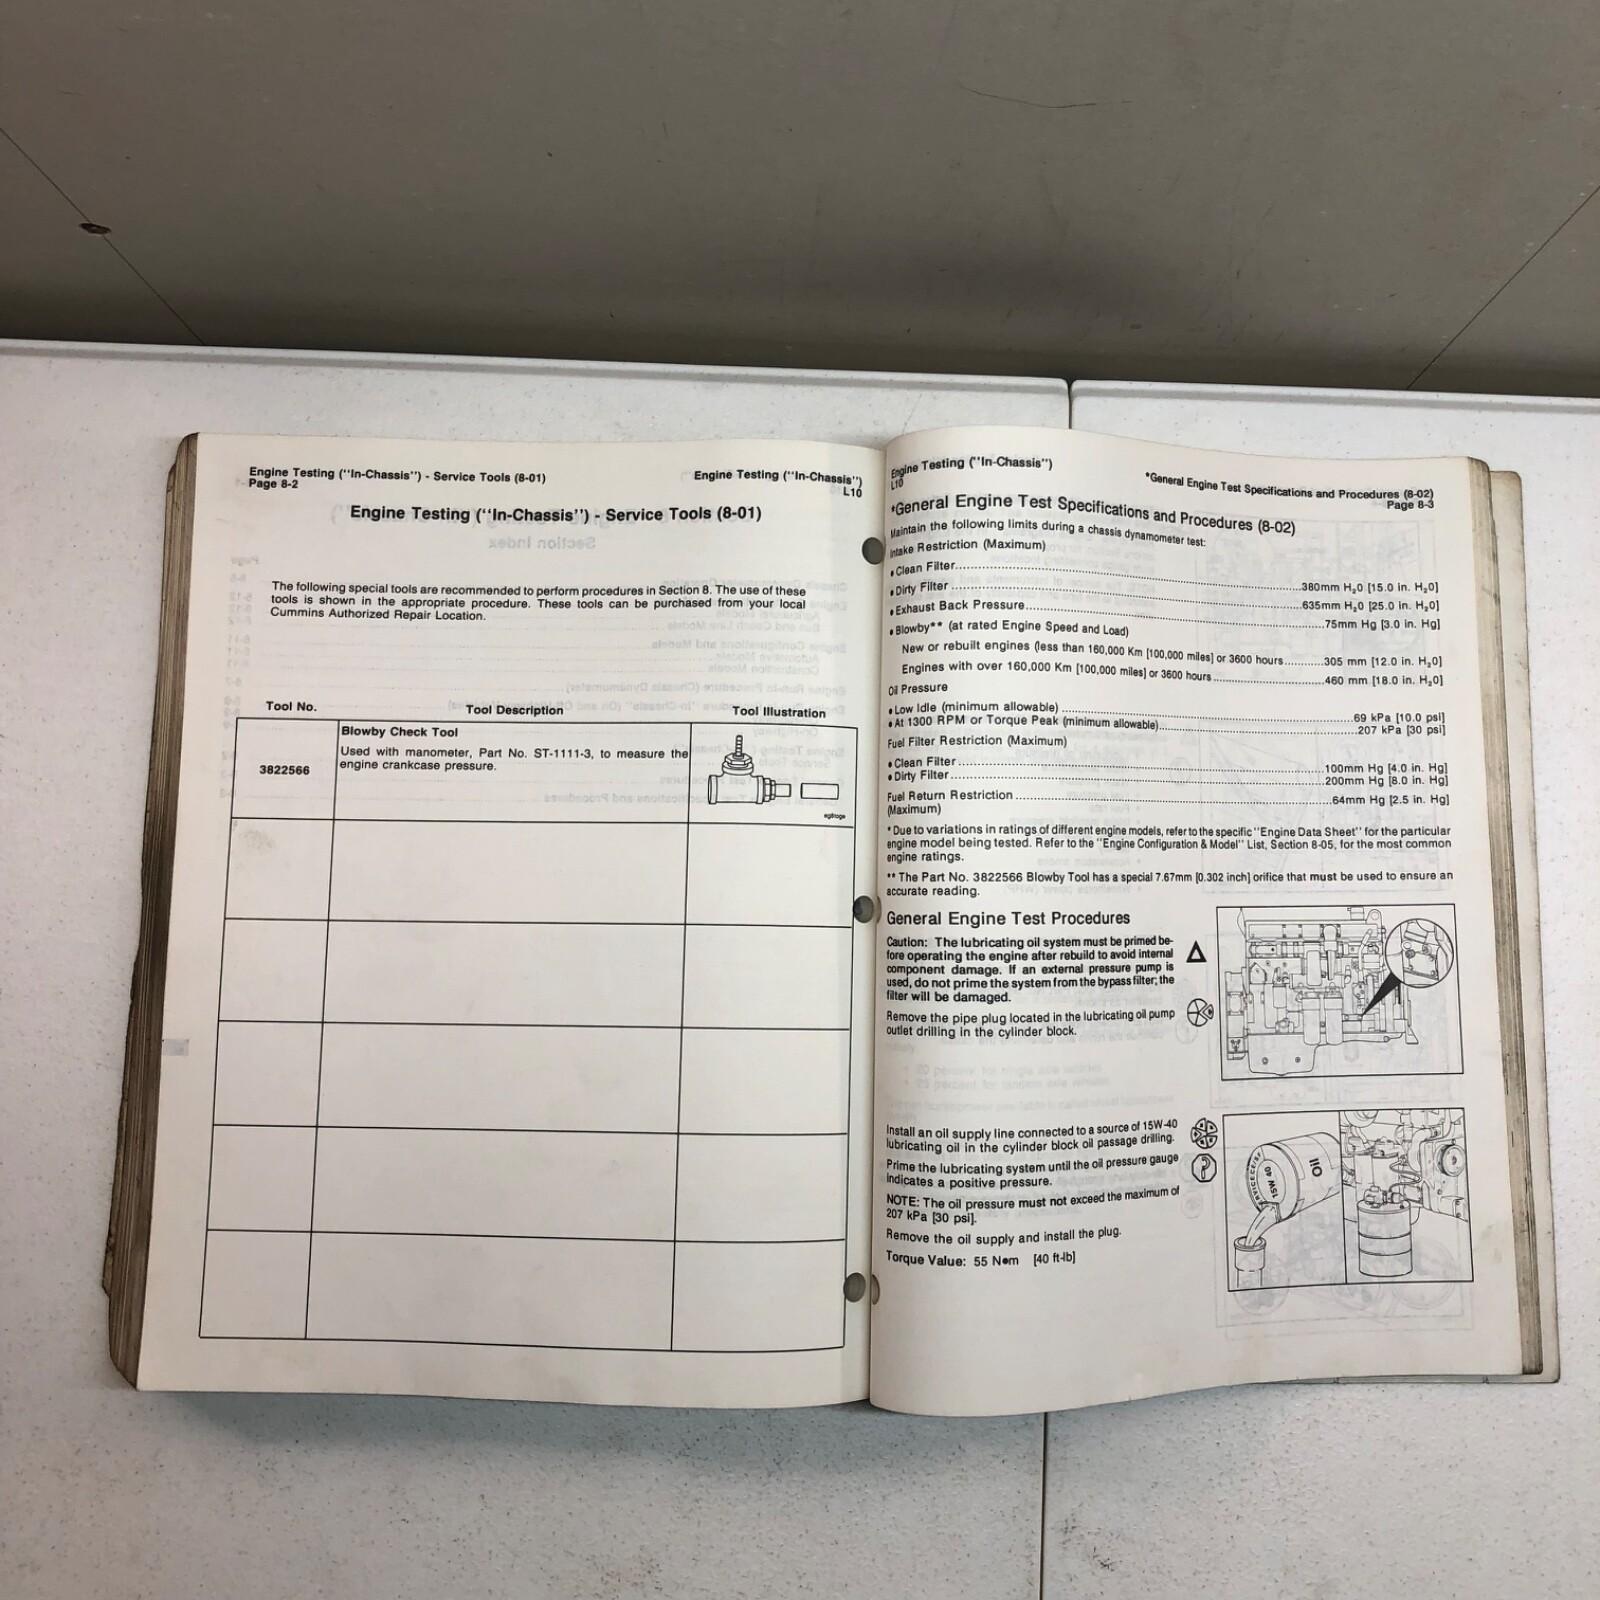 Engine Testing (''In-Chassis'') - Service Tools (8-01)
Page 8-2
Engine Testing (''In-Chassis'')
L10
Engine Testing (''In-Chassis'') - Service Tools (8-01)
The following special tools are recommended to perform procedures in Section 8. The use of these
tools is shown in the appropriate procedure. These tools can be purchased from your local
Cummins Authorized Repair Location.
Tool No.
Tool Description
Tool Illustration
3822566
Blowby Check Tool
Used with manometer, Part No. ST-1111-3, to measure the
engine crankcase pressure.
Engine Testing (''In-Chassis'')
L10
*General Engine Test Specifications and Procedures (8-02)
Page 8-3
*General Engine Test Specifications and Procedures (8-02)
Maintain the following limits during a chassis dynamometer test:
Intake Restriction (Maximum)
• Clean Filter...380mm H₂0 [15.0 in. H₂0]
• Dirty Filter...635mm H₂0 [25.0 in. H₂0]
• Exhaust Back Pressure...75mm Hg [3.0 in. Hg]
• Blowby** (at rated Engine Speed and Load)
New or rebuilt engines (less than 160,000 Km [100,000 miles] or 3600 hours...305 mm [12.0 in. H₂0]
Engines with over 160,000 Km [100,000 miles] or 3600 hours...460 mm [18.0 in. H₂0]
Oil Pressure
• Low Idle (minimum allowable)...69 kPa [10.0 psi]
• At 1300 RPM or Torque Peak (minimum allowable)...207 kPa [30 psi]
Fuel Filter Restriction (Maximum)
• Clean Filter...100mm Hg [4.0 in. Hg]
• Dirty Filter...200mm Hg [8.0 in. Hg]
Fuel Return Restriction...64mm Hg [2.5 in. Hg]
(Maximum)
* Due to variations in ratings of different engine models, refer to the specific ''Engine Data Sheet'' for the particular
engine model being tested. Refer to the ''Engine Configuration & Model'' List, Section 8-05, for the most common
engine ratings.
** The Part No. 3822566 Blowby Tool has a special 7.67mm [0.302 inch] orifice that must be used to ensure an
accurate reading.
General Engine Test Procedures
Caution: The lubricating oil system must be primed be-
fore operating the engine after rebuild to avoid internal
component damage. If an external pressure pump is
used, do not prime the system from the bypass filter; the
filter will be damaged.
Remove the pipe plug located in the lubricating oil pump
outlet drilling in the cylinder block.
Install an oil supply line connected to a source of 15W-40
lubricating oil in the cylinder block oil passage drilling.
Prime the lubricating system until the oil pressure gauge
indicates a positive pressure.
NOTE: The oil pressure must not exceed the maximum of
207 kPa [30 psi].
Remove the oil supply and install the plug.
Torque Value: 55 N•m [40 ft-lb]
OIL
15W 40